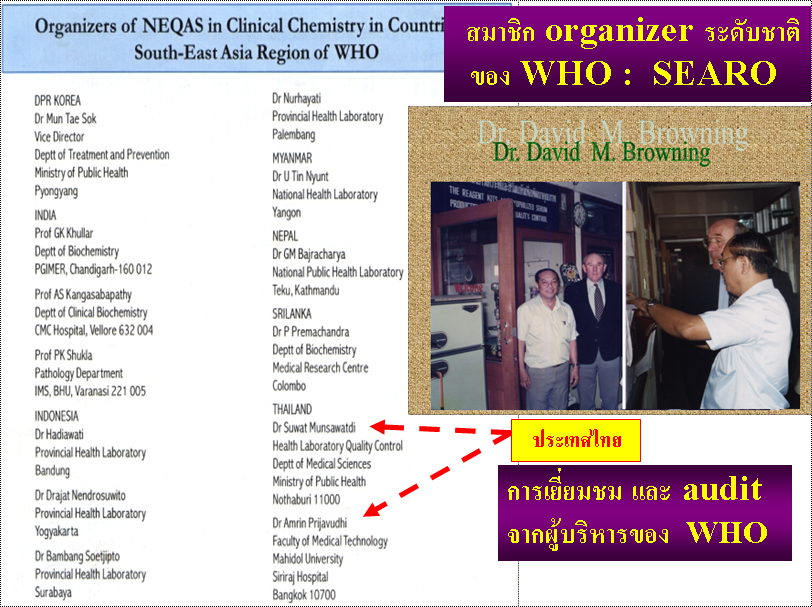 Organizers of NEQAS in Clinical Chemistry in Countri
South-East Asia Region of WHO
สมาชิก organizer ระดับชาติ
ของ WHO : SEARO
DPR KOREA
Dr Mun Tae Sok
Vice Director
Deptt of Treatment and Prevention
Ministry of Public Health
Pyongyang
INDIA
Prof GK Khullar
Deptt of Biochemistry
PGIMER, Chandigarh-160 012
Prof AS Kangasabapathy
Deptt of Clinical Biochemistry
CMC Hospital, Vellore 632 004
Prof PK Shukla
Pathology Department
IMS, BHU, Varanasi 221 005
INDONESIA
Dr Hadiawati
Provincial Health Laboratory
Bandung
Dr Drajat Nendrosuwito
Provincial Health Laboratory
Yogyakarta
Dr Bambang Soetjipto
Provincial Health Laboratory
Surabaya
Dr Nurhayati
Provincial Health Laboratory
Palembang
MYANMAR
Dr U Tin Nyunt
National Health Laboratory
Yangon
NEPAL
Dr GM Bajracharya
National Public Health Laboratory
Teku, Kathmandu
SRILANKA
Dr P Premachandra
Deptt of Biochemistry
Medical Research Centre
Colombo
THAILAND
Dr Suwat Munsawatdi
Health Laboratory Quality Control
Deptt of Medical Sciences
Ministry of Public Health
Nothaburi 11000
Dr Amrin Prijavudhi
Faculty of Medical Technology
Mahidol University
Siriraj Hospital
Bangkok 10700
Dr. David M. Browning
Dr. David M. Browning
THE REAGENT KITS
ประเทศไทย
การเยี่ยมชม และ audit
จากผู้บริหารของ WHO